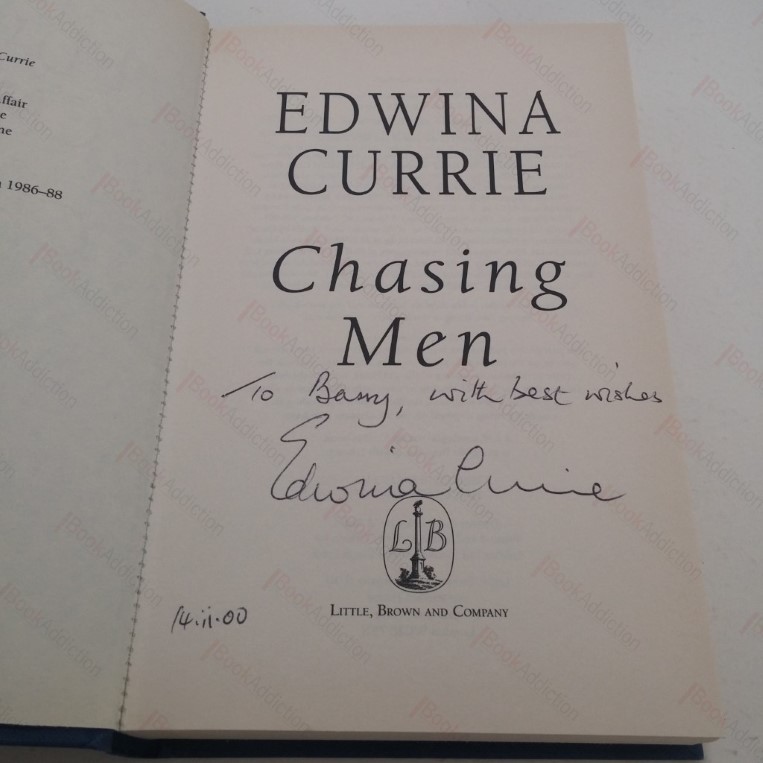 Currie
ffair
e
ne
1986–88
EDWINA
CURRIE
Chasing
Men
To Barry, with best wishes
Edwina Currie
L B
LITTLE, BROWN AND COMPANY
14.11.00
BookAddiction